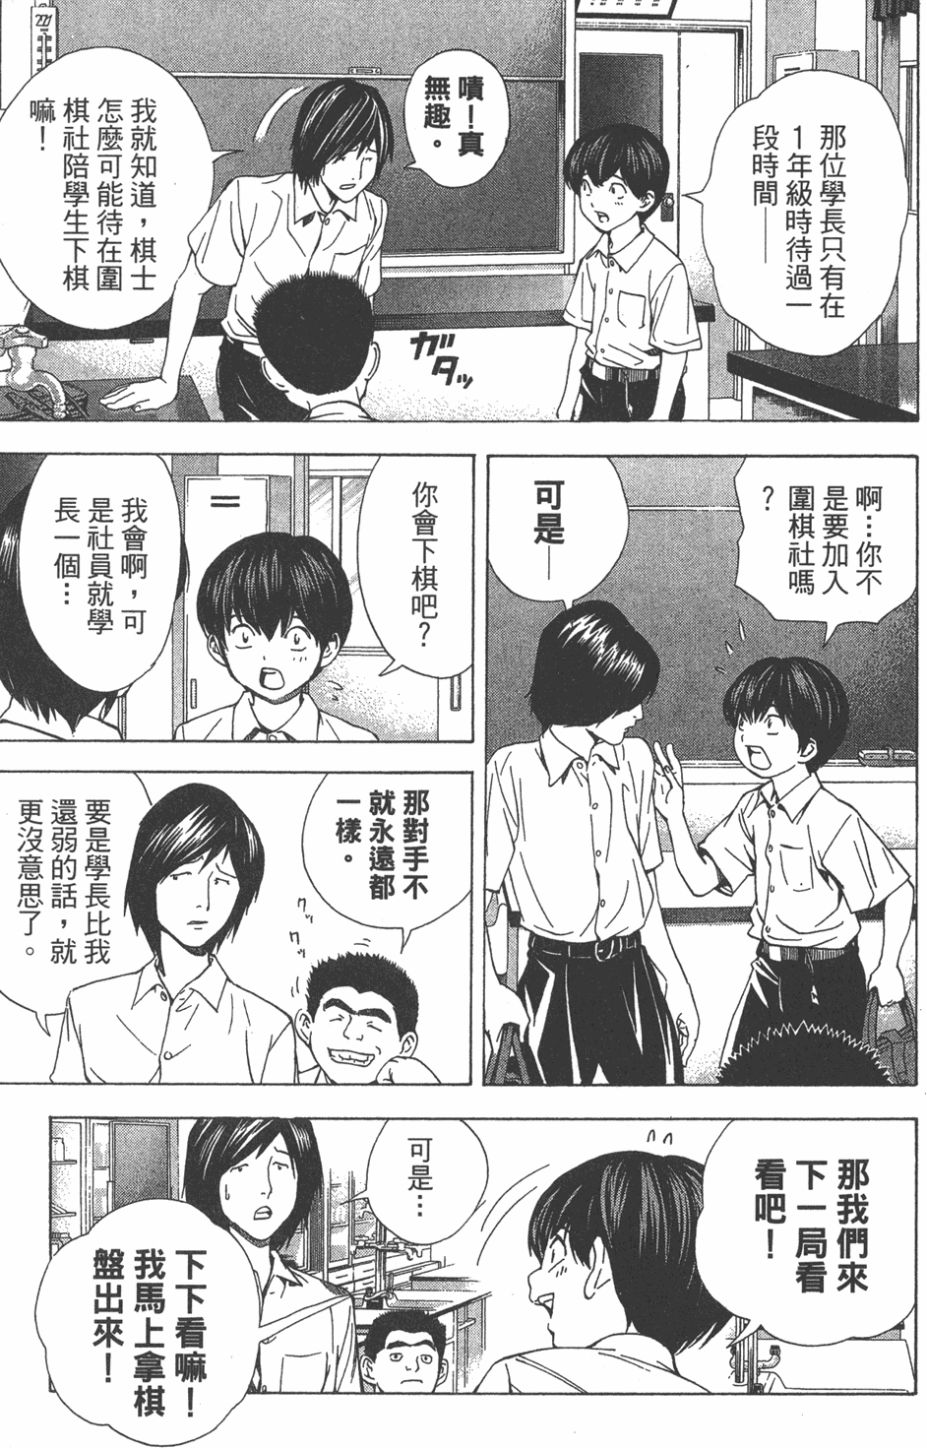 那位學長只有在
1年級時待過一
段時間——
嘖！真
無趣。
我就知道，棋士
怎麼可能待在圍
棋社陪學生下棋
嘛！
ガタッ
啊…你不
是要加入
圍棋社嗎
？
可是—
你會下棋吧？
我會啊，可
是社員就學
長一個…
那對手不
就永遠都
一樣。
クックッ
要是學長比我
還弱的話，就
更沒意思了。
那我們來
下一局看
看吧！
可是…
下下看嘛！
我馬上拿棋
盤出來！